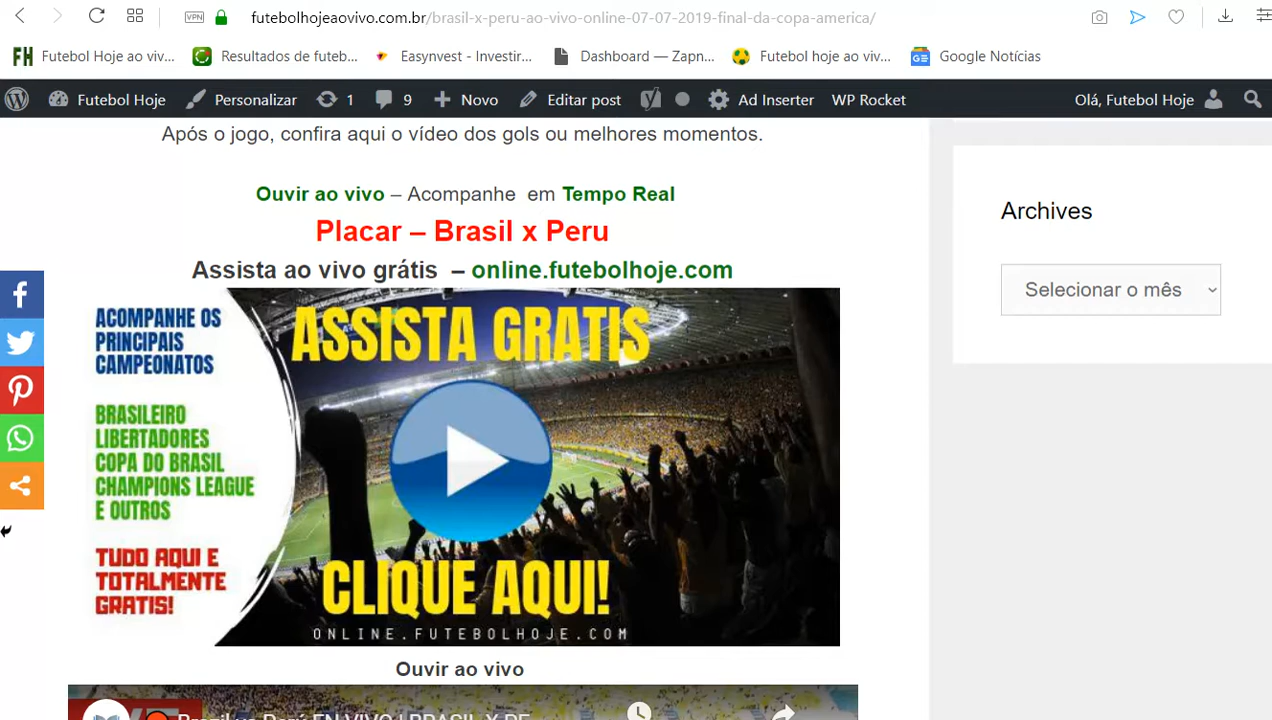 VPN
futebolhojeaovivo.com.br/brasil-x-peru-ao-vivo-online-07-07-2019-final-da-copa-america/
FH Futebol Hoje ao viv... Resultados de futeb... Easynvest - Investir... Dashboard — Zapn... Futebol hoje ao viv... Google Notícias
Futebol Hoje Personalizar 1 9 Novo Editar post Ad Inserter WP Rocket Olá, Futebol Hoje
Após o jogo, confira aqui o vídeo dos gols ou melhores momentos.
Ouvir ao vivo – Acompanhe em Tempo Real
Placar – Brasil x Peru
Assista ao vivo grátis – online.futebolhoje.com
ACOMPANHE OS
PRINCIPAIS
CAMPEONATOS
BRASILEIRO
LIBERTADORES
COPA DO BRASIL
CHAMPIONS LEAGUE
E OUTROS
TUDO AQUI E
TOTALMENTE
GRATIS!
ASSISTA GRATIS
CLIQUE AQUI!
ONLINE.FUTEBOLHOJE.COM
Ouvir ao vivo
Archives
Selecionar o mês